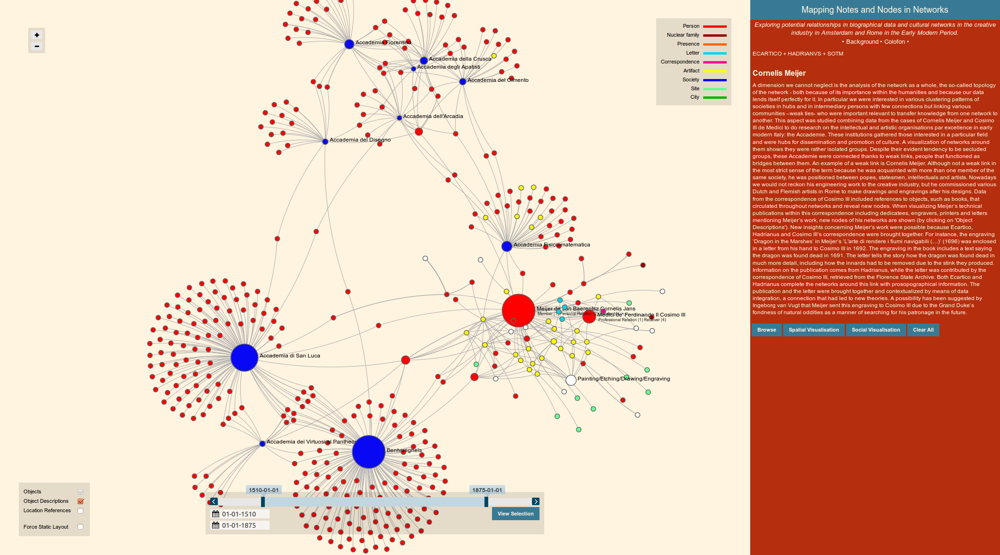 Accademia Fiorentina
Accademia della Crusca
Accademia degli Apatisti
Accademia del Cimento
Accademia dell'Arcadia
Accademia del Disegno
Accademia Fisico-matematica
Cornelis Jans
Medici de' Ferdinando II Cosimo III
Professional Relation (1) Receiver (4)
Accademia di San Luca
Painting/Etching/Drawing/Engraving
Accademia dei Virtuosi al Pantheon
Bentvueghels
+
−
Person
Nuclear family
Presence
Letter
Correspondence
Artifact
Society
Site
City
Objects
Object Descriptions
Location References
Force Static Layout
1510-01-01
1875-01-01
01-01-1510
01-01-1875
View Selection
Mapping Notes and Nodes in Networks
Exploring potential relationships in biographical data and cultural networks in the creative
industry in Amsterdam and Rome in the Early Modern Period.
• Background • Colofon •
ECARTICO + HADRIANVS + SOTM
Cornelis Meijer
A dimension we cannot neglect is the analysis of the network as a whole, the so-called topology
of the network - both because of its importance within the humanities and because our data
lends itself perfectly for it. In particular we were interested in various clustering patterns of
societies in hubs and in intermediary persons with few connections but linking various
communities –weak ties- who were important relevant to transfer knowledge from one network to
another. This aspect was studied combining data from the cases of Cornelis Meijer and Cosimo
III de Medici to do research on the intellectual and artistic organisations par excellence in early
modern Italy: the Accademie. These institutions gathered those interested in a particular field
and were hubs for dissemination and promotion of culture. A visualization of networks around
them shows they were rather isolated groups. Despite their evident tendency to be secluded
groups, these Accademie were connected thanks to weak links, people that functioned as
bridges between them. An example of a weak link is Cornelis Meijer. Although not a weak link in
the most strict sense of the term because he was acquainted with more than one member of the
same society, he was positioned between popes, statesmen, intellectuals and artists. Nowadays
we would not reckon his engineering work to the creative industry, but he commissioned various
Dutch and Flemish artists in Rome to make drawings and engravings after his designs. Data
from the correspondence of Cosimo III included references to objects, such as books, that
circulated throughout networks and reveal new nodes. When visualizing Meijer's technical
publications within this correspondence including dedicatees, engravers, printers and letters
mentioning Meijer's work, new nodes of his networks are shown (by clicking on 'Object
Descriptions'). New insights concerning Meijer's work were possible because Ecartico,
Hadrianus and Cosimo III's correspondence were brought together. For instance, the engraving
'Dragon in the Marshes' in Meijer's 'L'arte di rendere i fiumi navigabili (…)' (1696) was enclosed
in a letter from his hand to Cosimo III in 1692. The engraving in the book includes a text saying
the dragon was found dead in 1691. The letter tells the story how the dragon was found dead in
much more detail, including how the innards had to be removed due to the stink they produced.
Information on the publication comes from Hadrianus, while the letter was contributed by the
correspondence of Cosimo III, retrieved from the Florence State Archive. Both Ecartico and
Hadrianus complete the networks around this link with prosopographical information. The
publication and the letter were brought together and contextualized by means of data
integration, a connection that had led to new theories. A possibility has been suggested by
Ingeborg van Vugt that Meijer sent this engraving to Cosimo III due to the Grand Duke's
fondness of natural oddities as a manner of searching for his patronage in the future.
Browse
Spatial Visualisation
Social Visualisation
Clear All